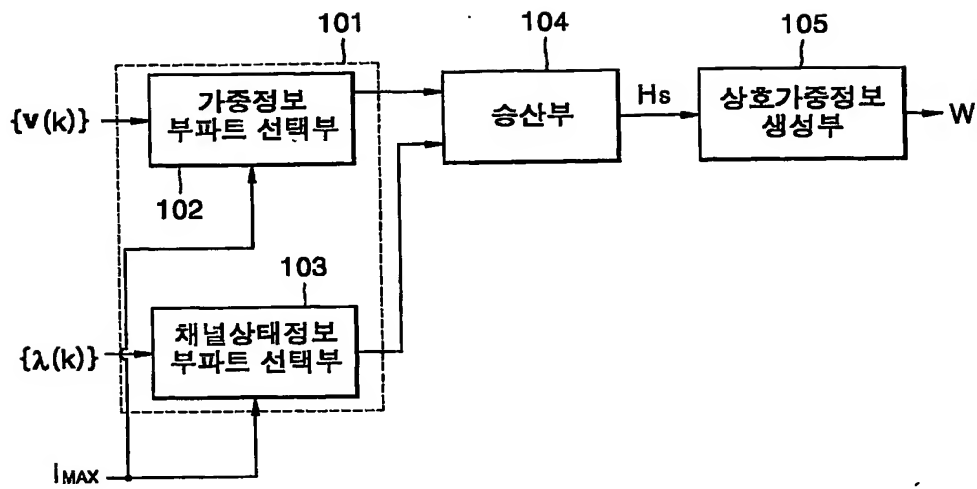 101
104
105
가중정보
부파트 선택부
{v(k)}
승산부
Hs
상호가중정보
생성부
W
102
103
채널상태정보
부파트 선택부
{λ(k)}
IMAX